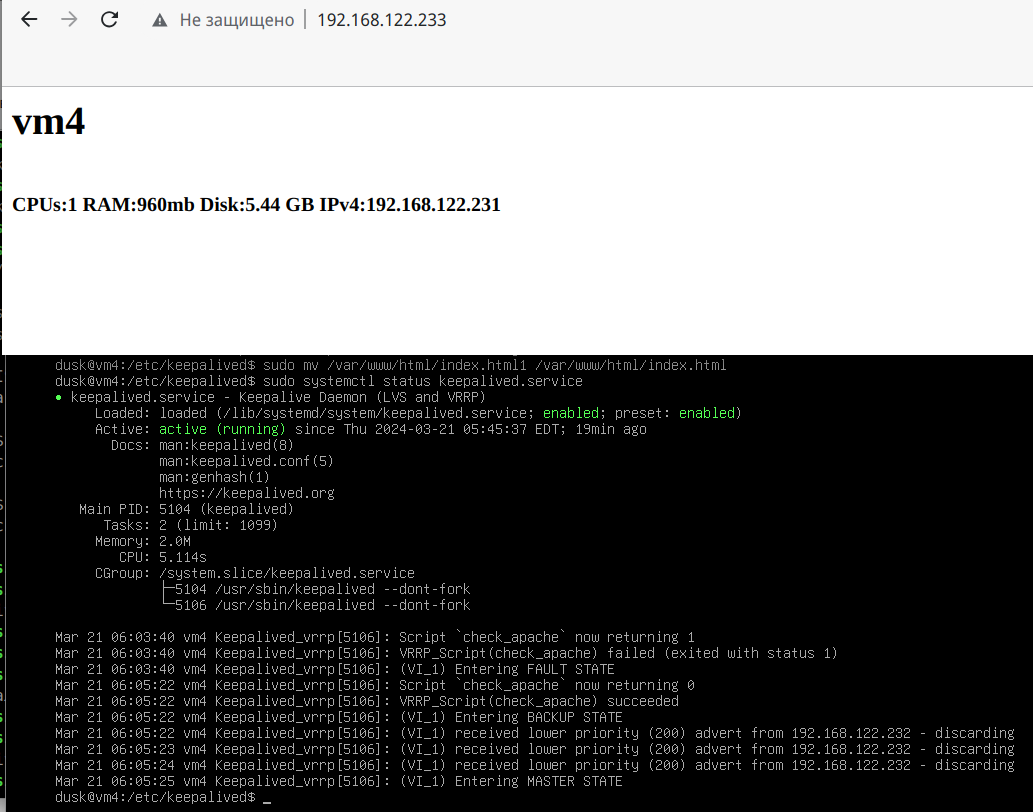 Не защищено 192.168.122.233
vm4
CPUs:1 RAM:960mb Disk:5.44 GB IPv4:192.168.122.231
dusk@vm4:/etc/keepalived$ sudo mv /var/www/html/index.html1 /var/www/html/index.html
dusk@vm4:/etc/keepalived$ sudo systemctl status keepalived.service
● keepalived.service - Keepalive Daemon (LVS and VRRP)
Loaded: loaded (/lib/systemd/system/keepalived.service; enabled; preset: enabled)
Active: active (running) since Thu 2024-03-21 05:45:37 EDT; 19min ago
Docs: man:keepalived(8)
man:keepalived.conf(5)
man:genhash(1)
https://keepalived.org
Main PID: 5104 (keepalived)
Tasks: 2 (limit: 1099)
Memory: 2.0M
CPU: 5.114s
CGroup: /system.slice/keepalived.service
├─5104 /usr/sbin/keepalived --dont-fork
└─5106 /usr/sbin/keepalived --dont-fork
Mar 21 06:03:40 vm4 Keepalived_vrrp[5106]: Script `check_apache` now returning 1
Mar 21 06:03:40 vm4 Keepalived_vrrp[5106]: VRRP_Script(check_apache) failed (exited with status 1)
Mar 21 06:03:40 vm4 Keepalived_vrrp[5106]: (VI_1) Entering FAULT STATE
Mar 21 06:05:22 vm4 Keepalived_vrrp[5106]: Script `check_apache` now returning 0
Mar 21 06:05:22 vm4 Keepalived_vrrp[5106]: VRRP_Script(check_apache) succeeded
Mar 21 06:05:22 vm4 Keepalived_vrrp[5106]: (VI_1) Entering BACKUP STATE
Mar 21 06:05:22 vm4 Keepalived_vrrp[5106]: (VI_1) received lower priority (200) advert from 192.168.122.232 - discarding
Mar 21 06:05:23 vm4 Keepalived_vrrp[5106]: (VI_1) received lower priority (200) advert from 192.168.122.232 - discarding
Mar 21 06:05:24 vm4 Keepalived_vrrp[5106]: (VI_1) received lower priority (200) advert from 192.168.122.232 - discarding
Mar 21 06:05:25 vm4 Keepalived_vrrp[5106]: (VI_1) Entering MASTER STATE
dusk@vm4:/etc/keepalived$ _